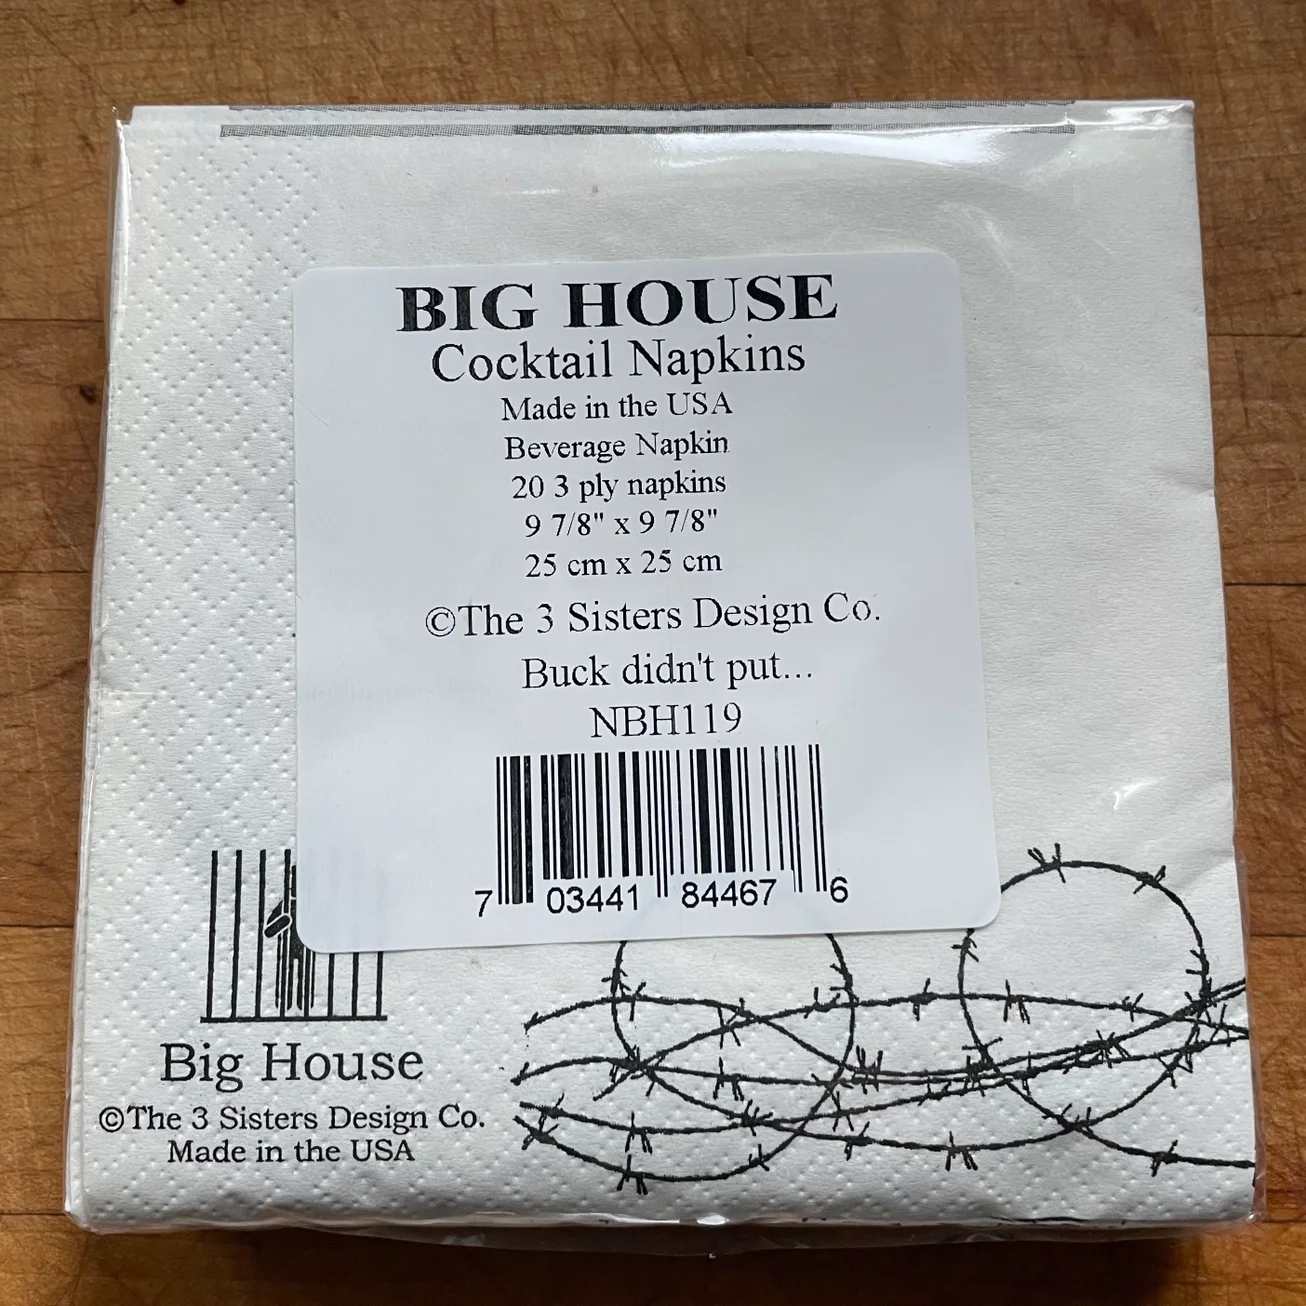 BIG HOUSE
Cocktail Napkins
Made in the USA
Beverage Napkin
20 3 ply napkins
9 7/8" x 9 7/8"
25 cm x 25 cm
©The 3 Sisters Design Co.
Buck didn't put...
NBH119
7 03441 84467 6
Big House
©The 3 Sisters Design Co.
Made in the USA